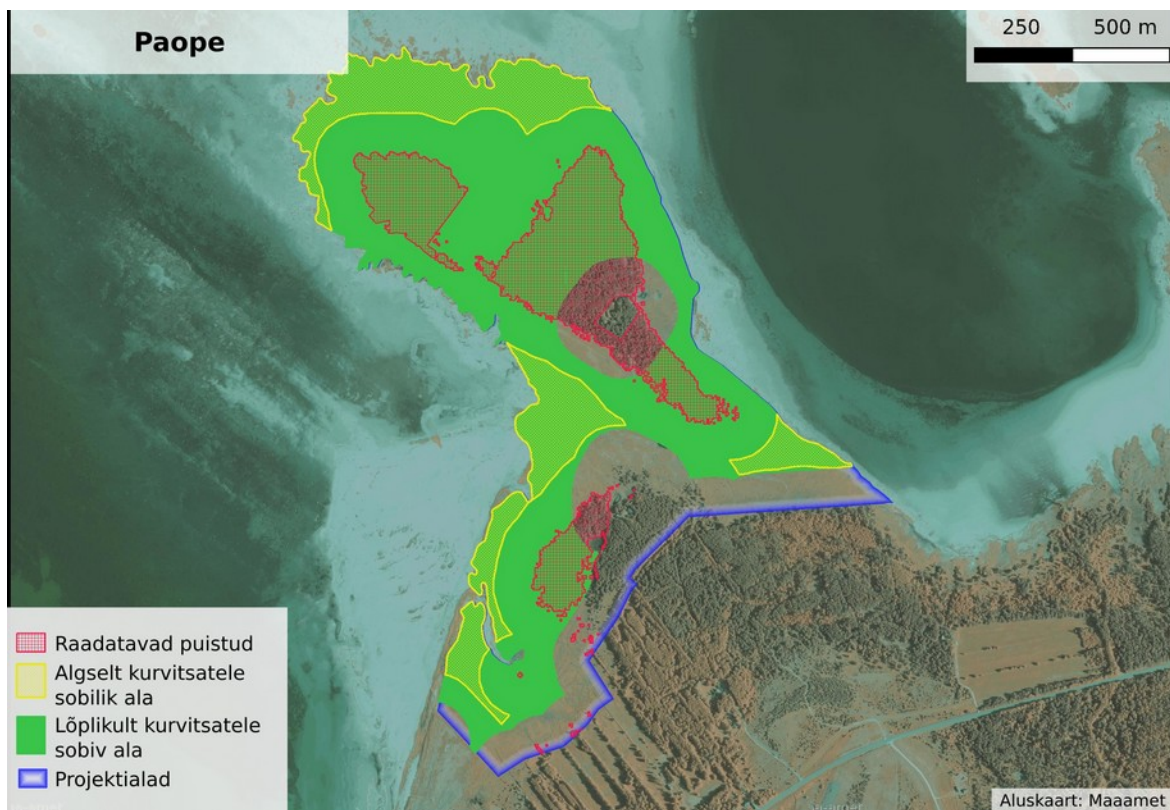 Paope
250 500 m
Raadatavad puistud
Algselt kurvitsatele
sobilik ala
Lõplikult kurvitsatele
sobiv ala
Projektialad
Aluskaart: Maaamet